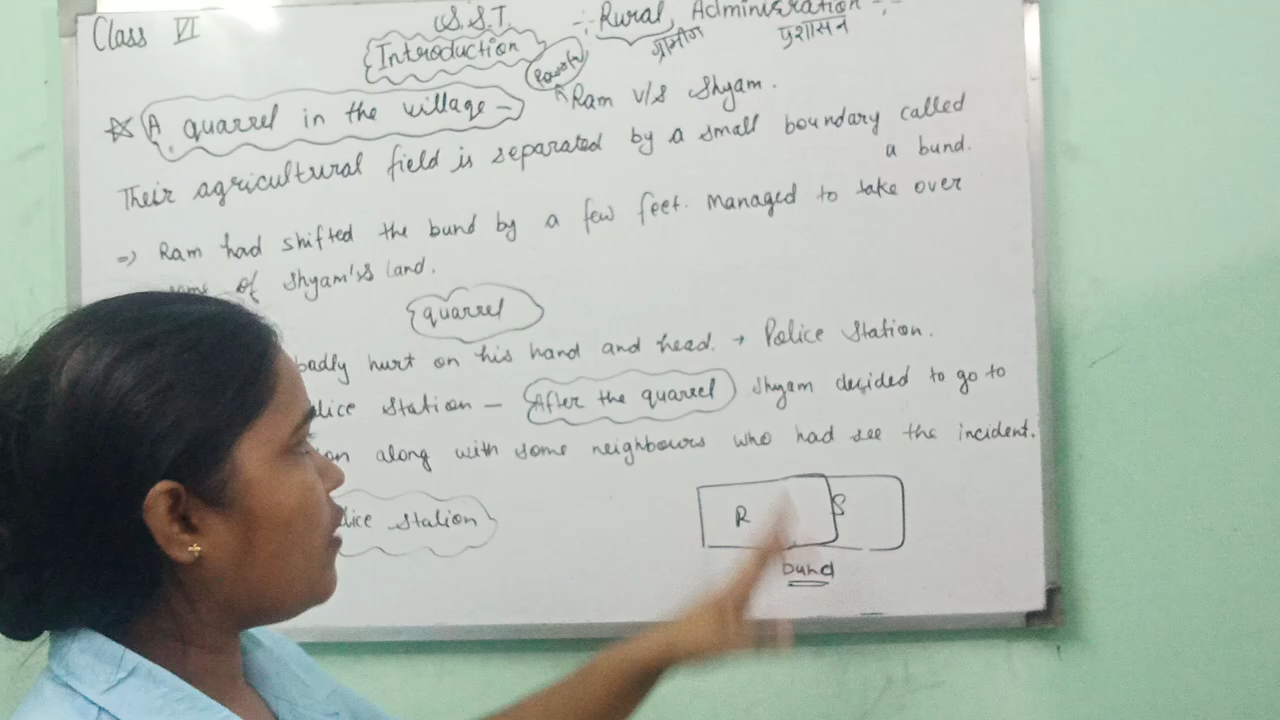 Class VI
S.S.T.
∴ Rural, Administration ∴
ग्रामीण प्रशासन
Introduction
☆ A quarrel in the village —
Ram v/s Shyam.
Their agricultural field is separated by a small boundary called
a bund.
⇒ Ram had shifted the bund by a few feet. Managed to take over
some of Shyam's land.
quarrel
badly hurt on his hand and head. → Police Station.
Station — After the quarrel Shyam decided to go to
along with some neighbours who had see the incident.
Station
R S
bund